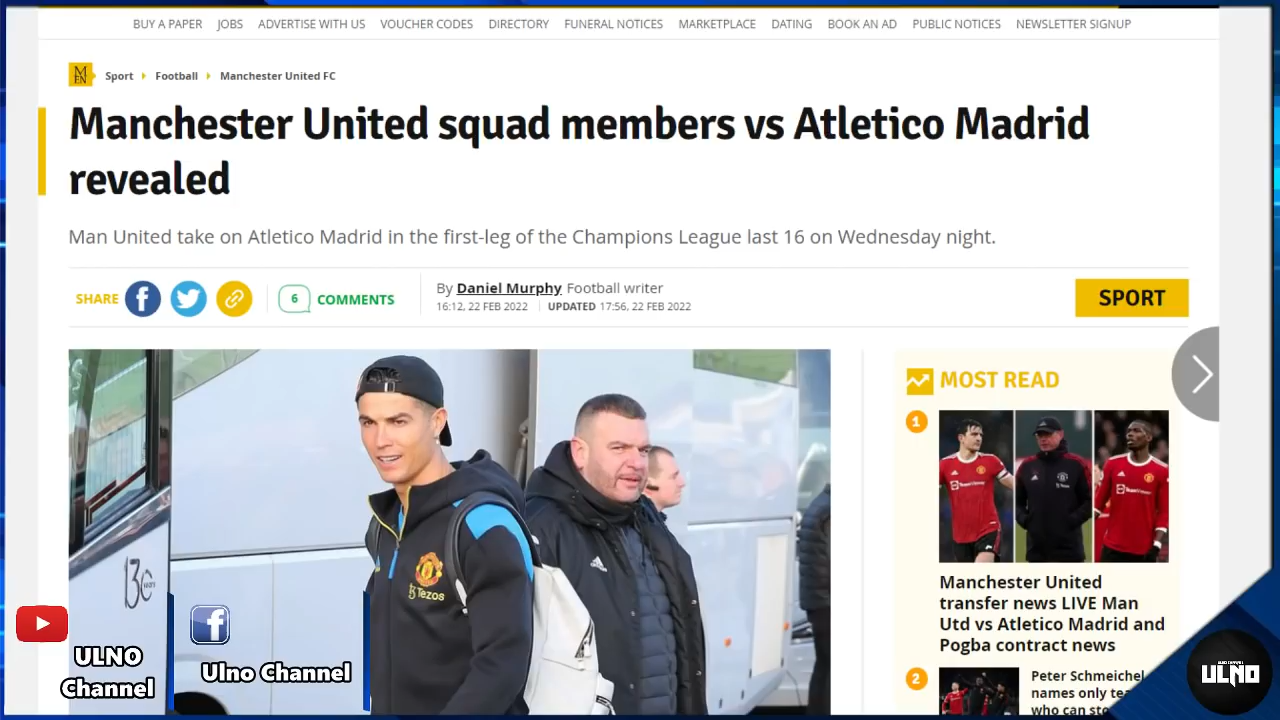 BUY A PAPER JOBS ADVERTISE WITH US VOUCHER CODES DIRECTORY FUNERAL NOTICES MARKETPLACE DATING BOOK AN AD PUBLIC NOTICES NEWSLETTER SIGNUP
M
EN
Sport Football Manchester United FC
Manchester United squad members vs Atletico Madrid
revealed
Man United take on Atletico Madrid in the first-leg of the Champions League last 16 on Wednesday night.
SHARE
6 COMMENTS
By Daniel Murphy Football writer
16:12, 22 FEB 2022 UPDATED 17:56, 22 FEB 2022
SPORT
Tezos
MOST READ
1
Manchester United
transfer news LIVE Man
Utd vs Atletico Madrid and
Pogba contract news
2
Peter Schmeichel
names only
who can
ULNO
Channel
Ulno Channel
ULNO